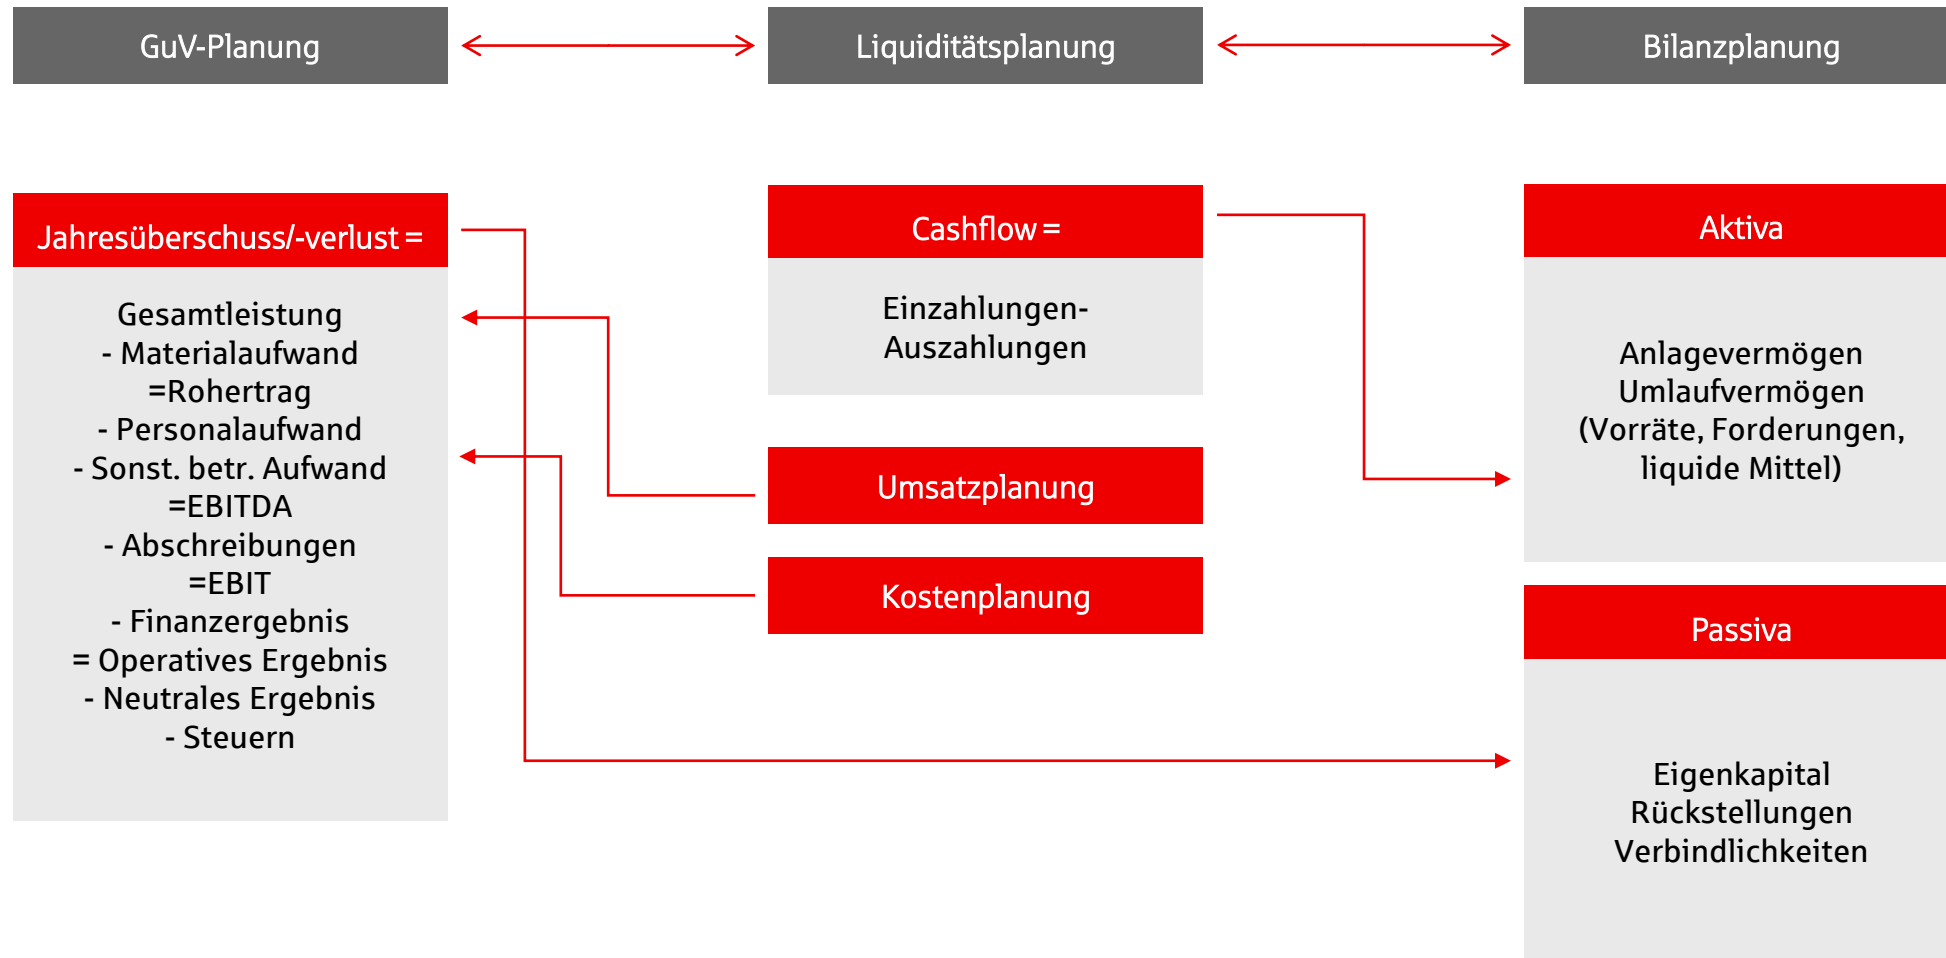 GuV-Planung
Liquiditätsplanung
Bilanzplanung
Jahresüberschuss/-verlust =
Gesamtleistung
- Materialaufwand
=Rohertrag
- Personalaufwand
- Sonst. betr. Aufwand
=EBITDA
- Abschreibungen
=EBIT
- Finanzergebnis
= Operatives Ergebnis
- Neutrales Ergebnis
- Steuern
Cashflow =
Einzahlungen-
Auszahlungen
Umsatzplanung
Kostenplanung
Aktiva
Anlagevermögen
Umlaufvermögen
(Vorräte, Forderungen,
liquide Mittel)
Passiva
Eigenkapital
Rückstellungen
Verbindlichkeiten